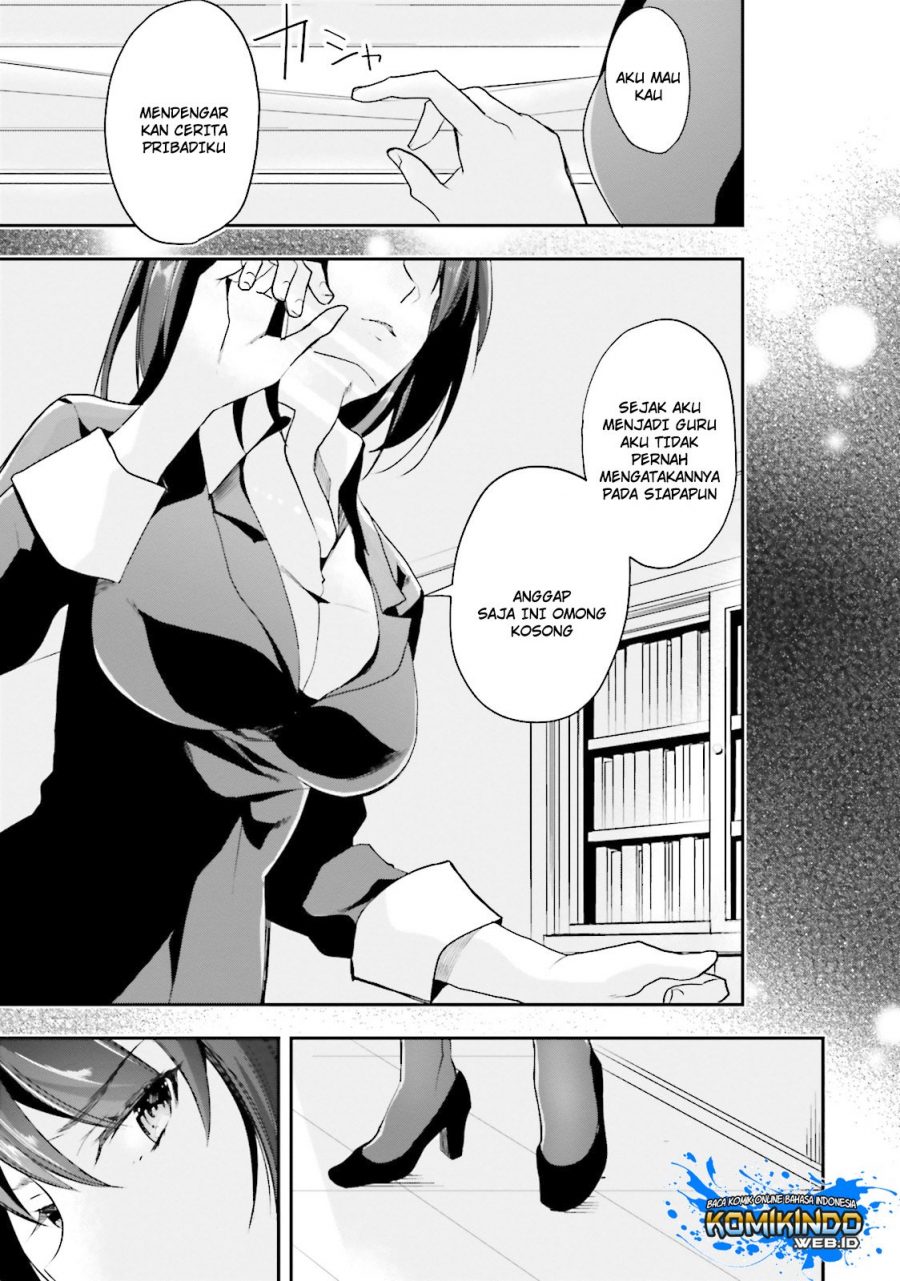 AKU MAU
KAU
MENDENGAR
KAN CERITA
PRIBADIKU
ガシャ
SEJAK AKU
MENJADI GURU
AKU TIDAK
PERNAH
MENGATAKANNYA
PADA SIAPAPUN
ANGGAP
SAJA INI OMONG
KOSONG
BACA KOMIK ONLINE BAHASA INDONESIA
KOMIKINDO
WEB.ID